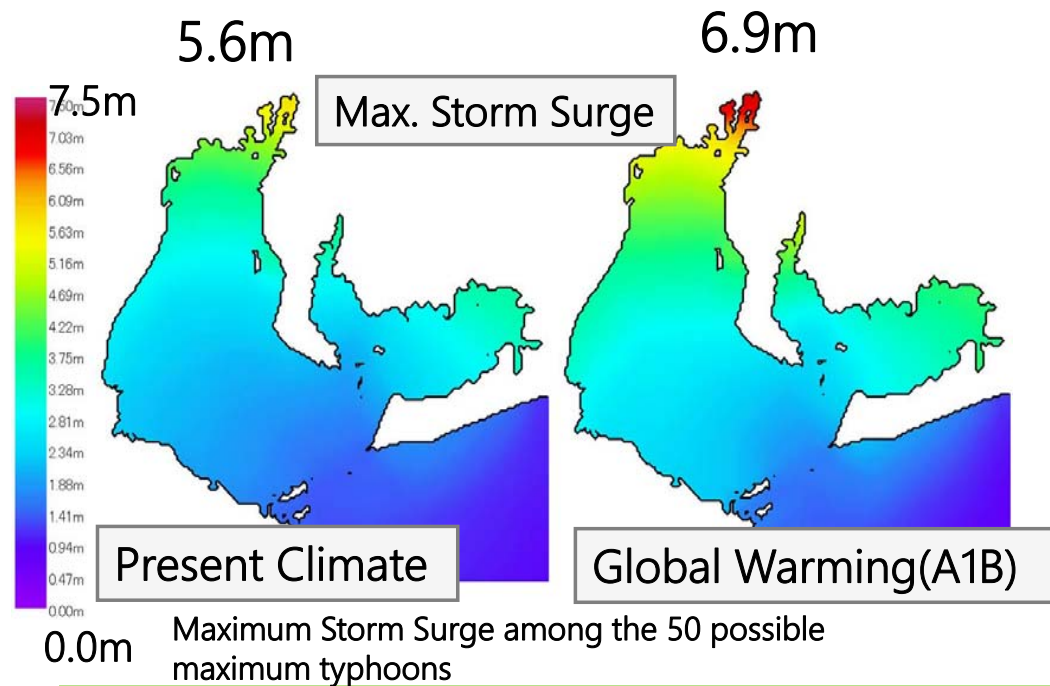 5.6m
6.9m
Max. Storm Surge
7.5m
7.50m
7.03m
6.56m
6.09m
5.63m
5.16m
4.69m
4.22m
3.75m
3.28m
2.81m
2.34m
1.88m
1.41m
0.94m
0.47m
0.00m
0.0m
Present Climate
Global Warming(A1B)
Maximum Storm Surge among the 50 possible
maximum typhoons